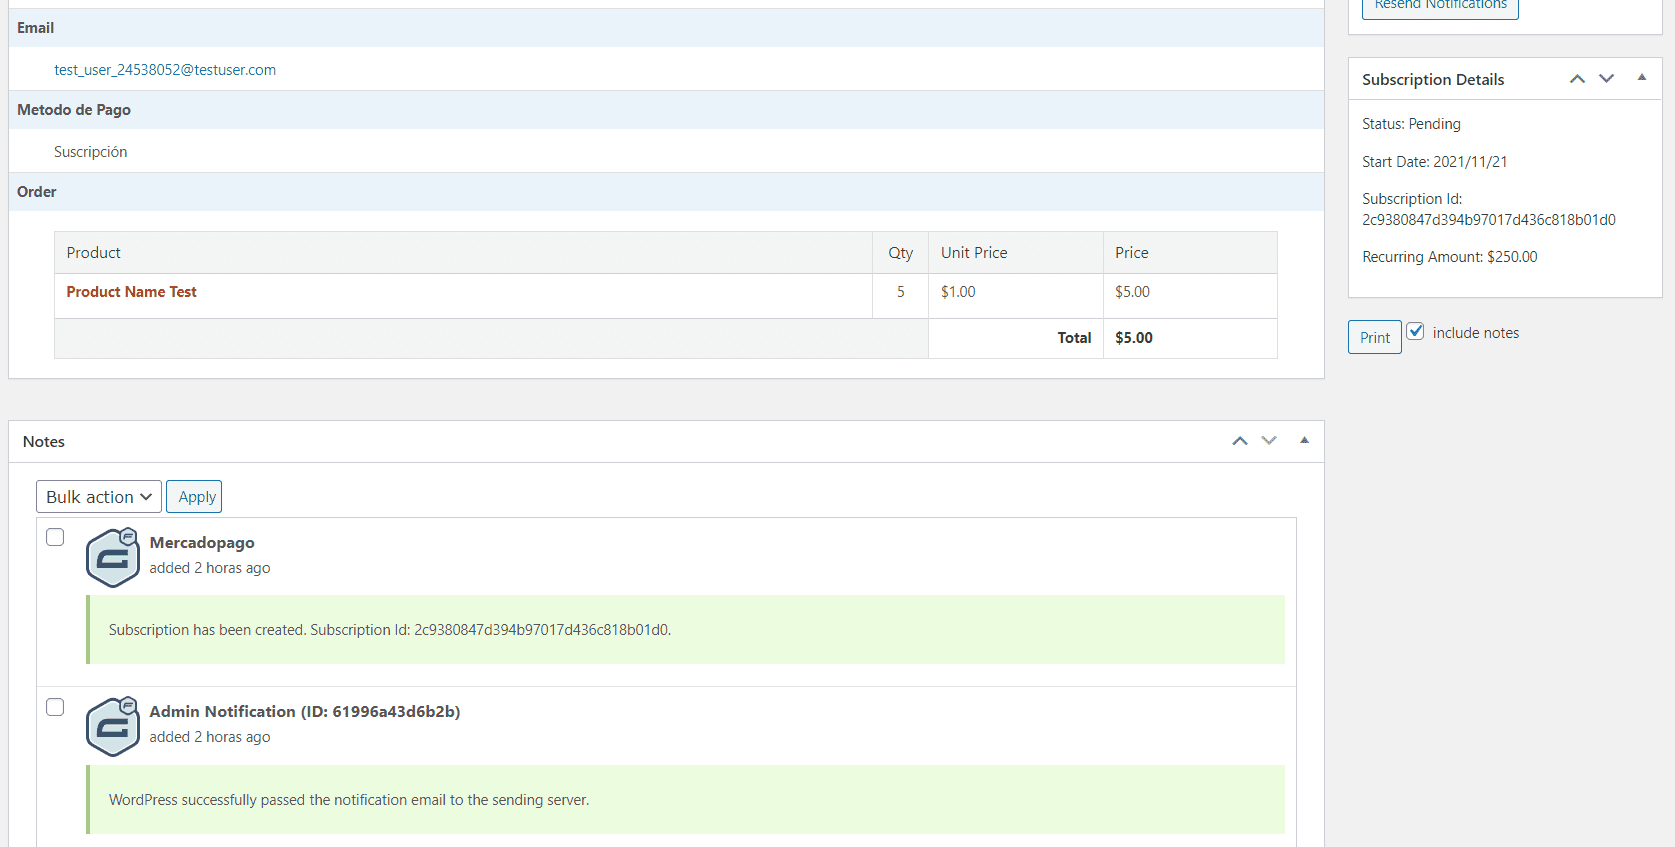 Email
test_user_24538052@testuser.com
Metodo de Pago
Suscripción
Order
Product Qty Unit Price Price
Product Name Test 5 $1.00 $5.00
Total $5.00
Notes
Bulk action Apply
Mercadopago
added 2 horas ago
Subscription has been created. Subscription Id: 2c9380847d394b97017d436c818b01d0.
Admin Notification (ID: 61996a43d6b2b)
added 2 horas ago
WordPress successfully passed the notification email to the sending server.
Resend Notifications
Subscription Details
Status: Pending
Start Date: 2021/11/21
Subscription Id:
2c9380847d394b97017d436c818b01d0
Recurring Amount: $250.00
Print include notes